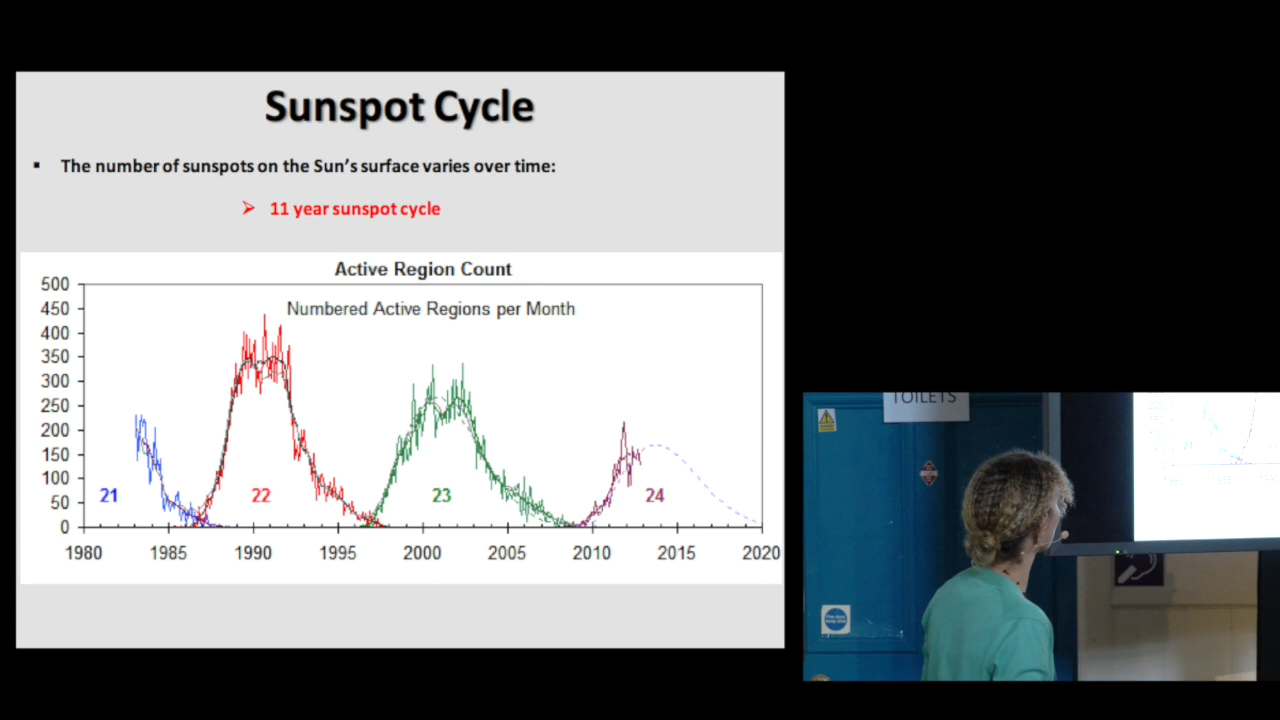 Sunspot Cycle
▪ The number of sunspots on the Sun's surface varies over time:
➢ 11 year sunspot cycle
Active Region Count
Numbered Active Regions per Month
500
450
400
350
300
250
200
150
100
50
0
21
22
23
24
1980 1985 1990 1995 2000 2005 2010 2015 2020
TOILETS